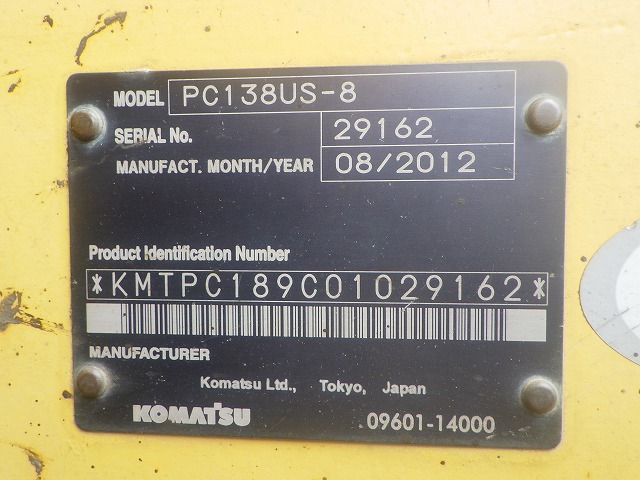 MODEL PC138US-8
SERIAL No. 29162
MANUFACT. MONTH/YEAR 08/2012
Product Identification Number
*KMTPC189C01029162*
MANUFACTURER
Komatsu Ltd., Tokyo, Japan
KOMATSU 09601-14000